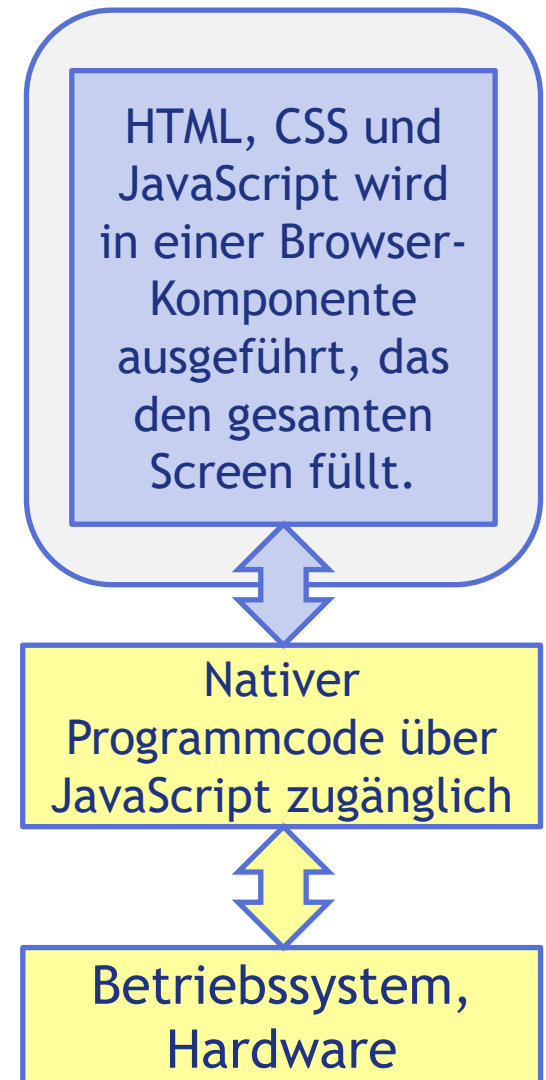 HTML, CSS und
JavaScript wird
in einer Browser-
Komponente
ausgeführt, das
den gesamten
Screen füllt.
Nativer
Programmcode über
JavaScript zugänglich
Betriebssystem,
Hardware